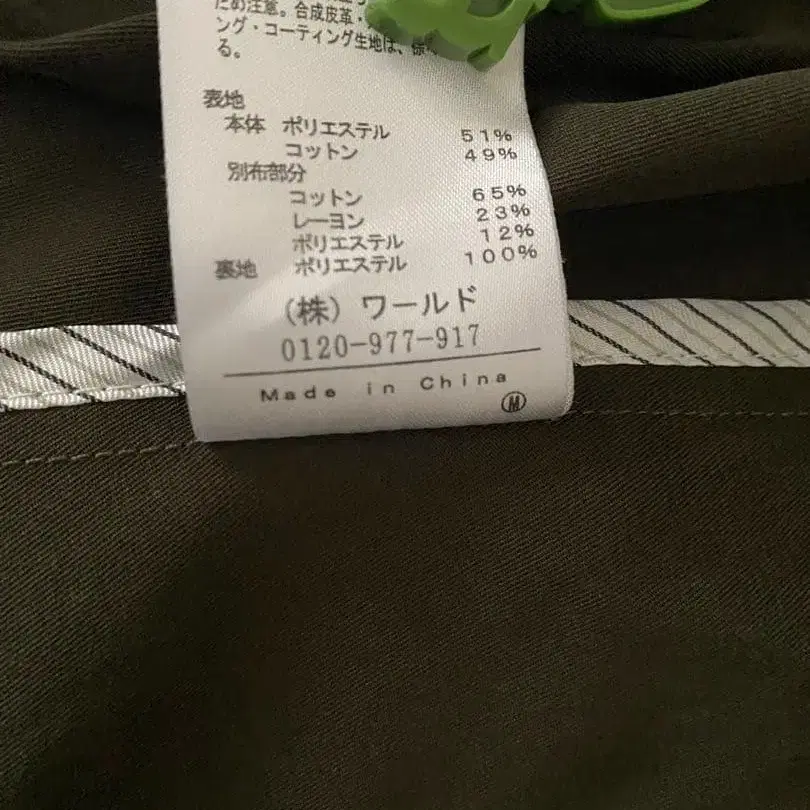 ため注意。合成皮革・
ング・コーティング生地は、
る。
表地
本体 ポリエステル 51%
コットン 49%
別布部分
コットン 65%
レーヨン 23%
ポリエステル 12%
裏地 ポリエステル 100%
(株) ワールド
0120-977-917
Made in China
M